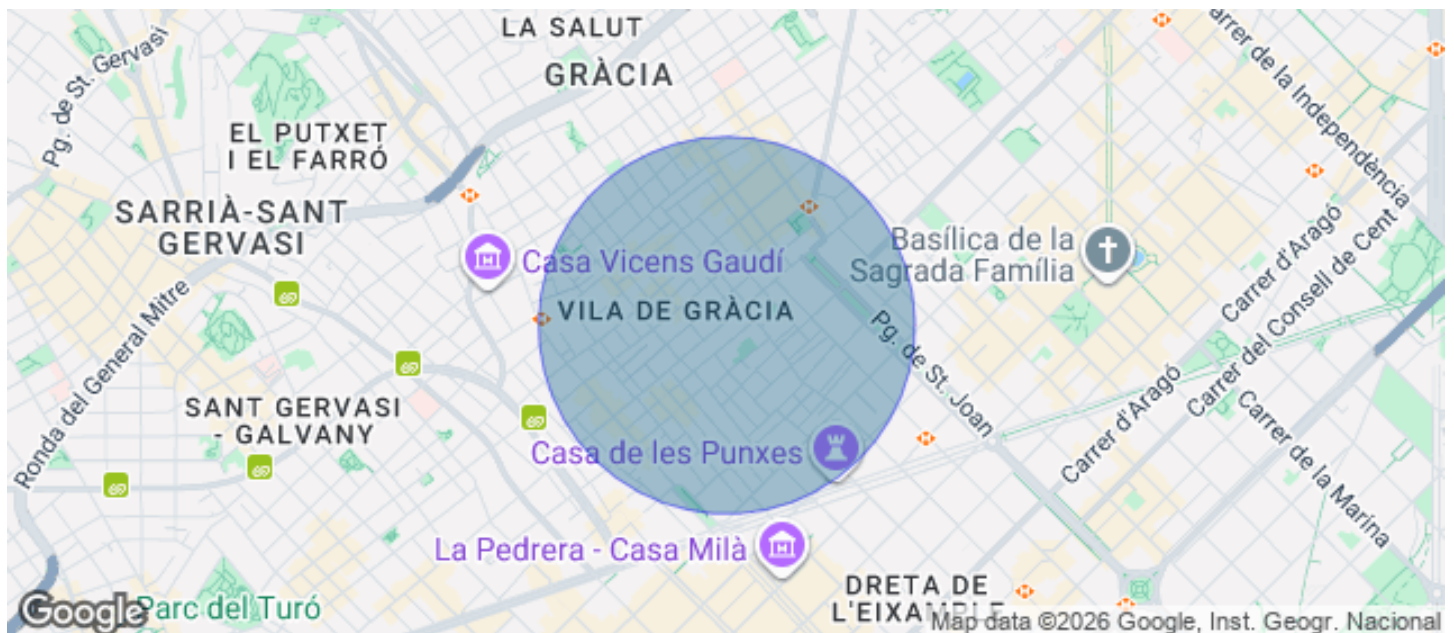 LA SALUT
GRÀCIA
Pg. de St. Gervasi
EL PUTXET
I EL FARRÓ
SARRIÀ-SANT
GERVASI
Carrer de la Independència
Casa Vicens Gaudí
Basílica de la
Sagrada Família
VILA DE GRÀCIA
Ronda del General Mitre
Pg. de St. Joan
Carrer d'Aragó
Carrer del Consell de Cent
SANT GERVASI
- GALVANY
Carrer d'Aragó
Carrer de la Marina
Casa de les Punxes
La Pedrera - Casa Milà
DRETA DE
L'EIXAMPLE
Google
Parc del Turó
Map data ©2026 Google, Inst. Geogr. Nacional